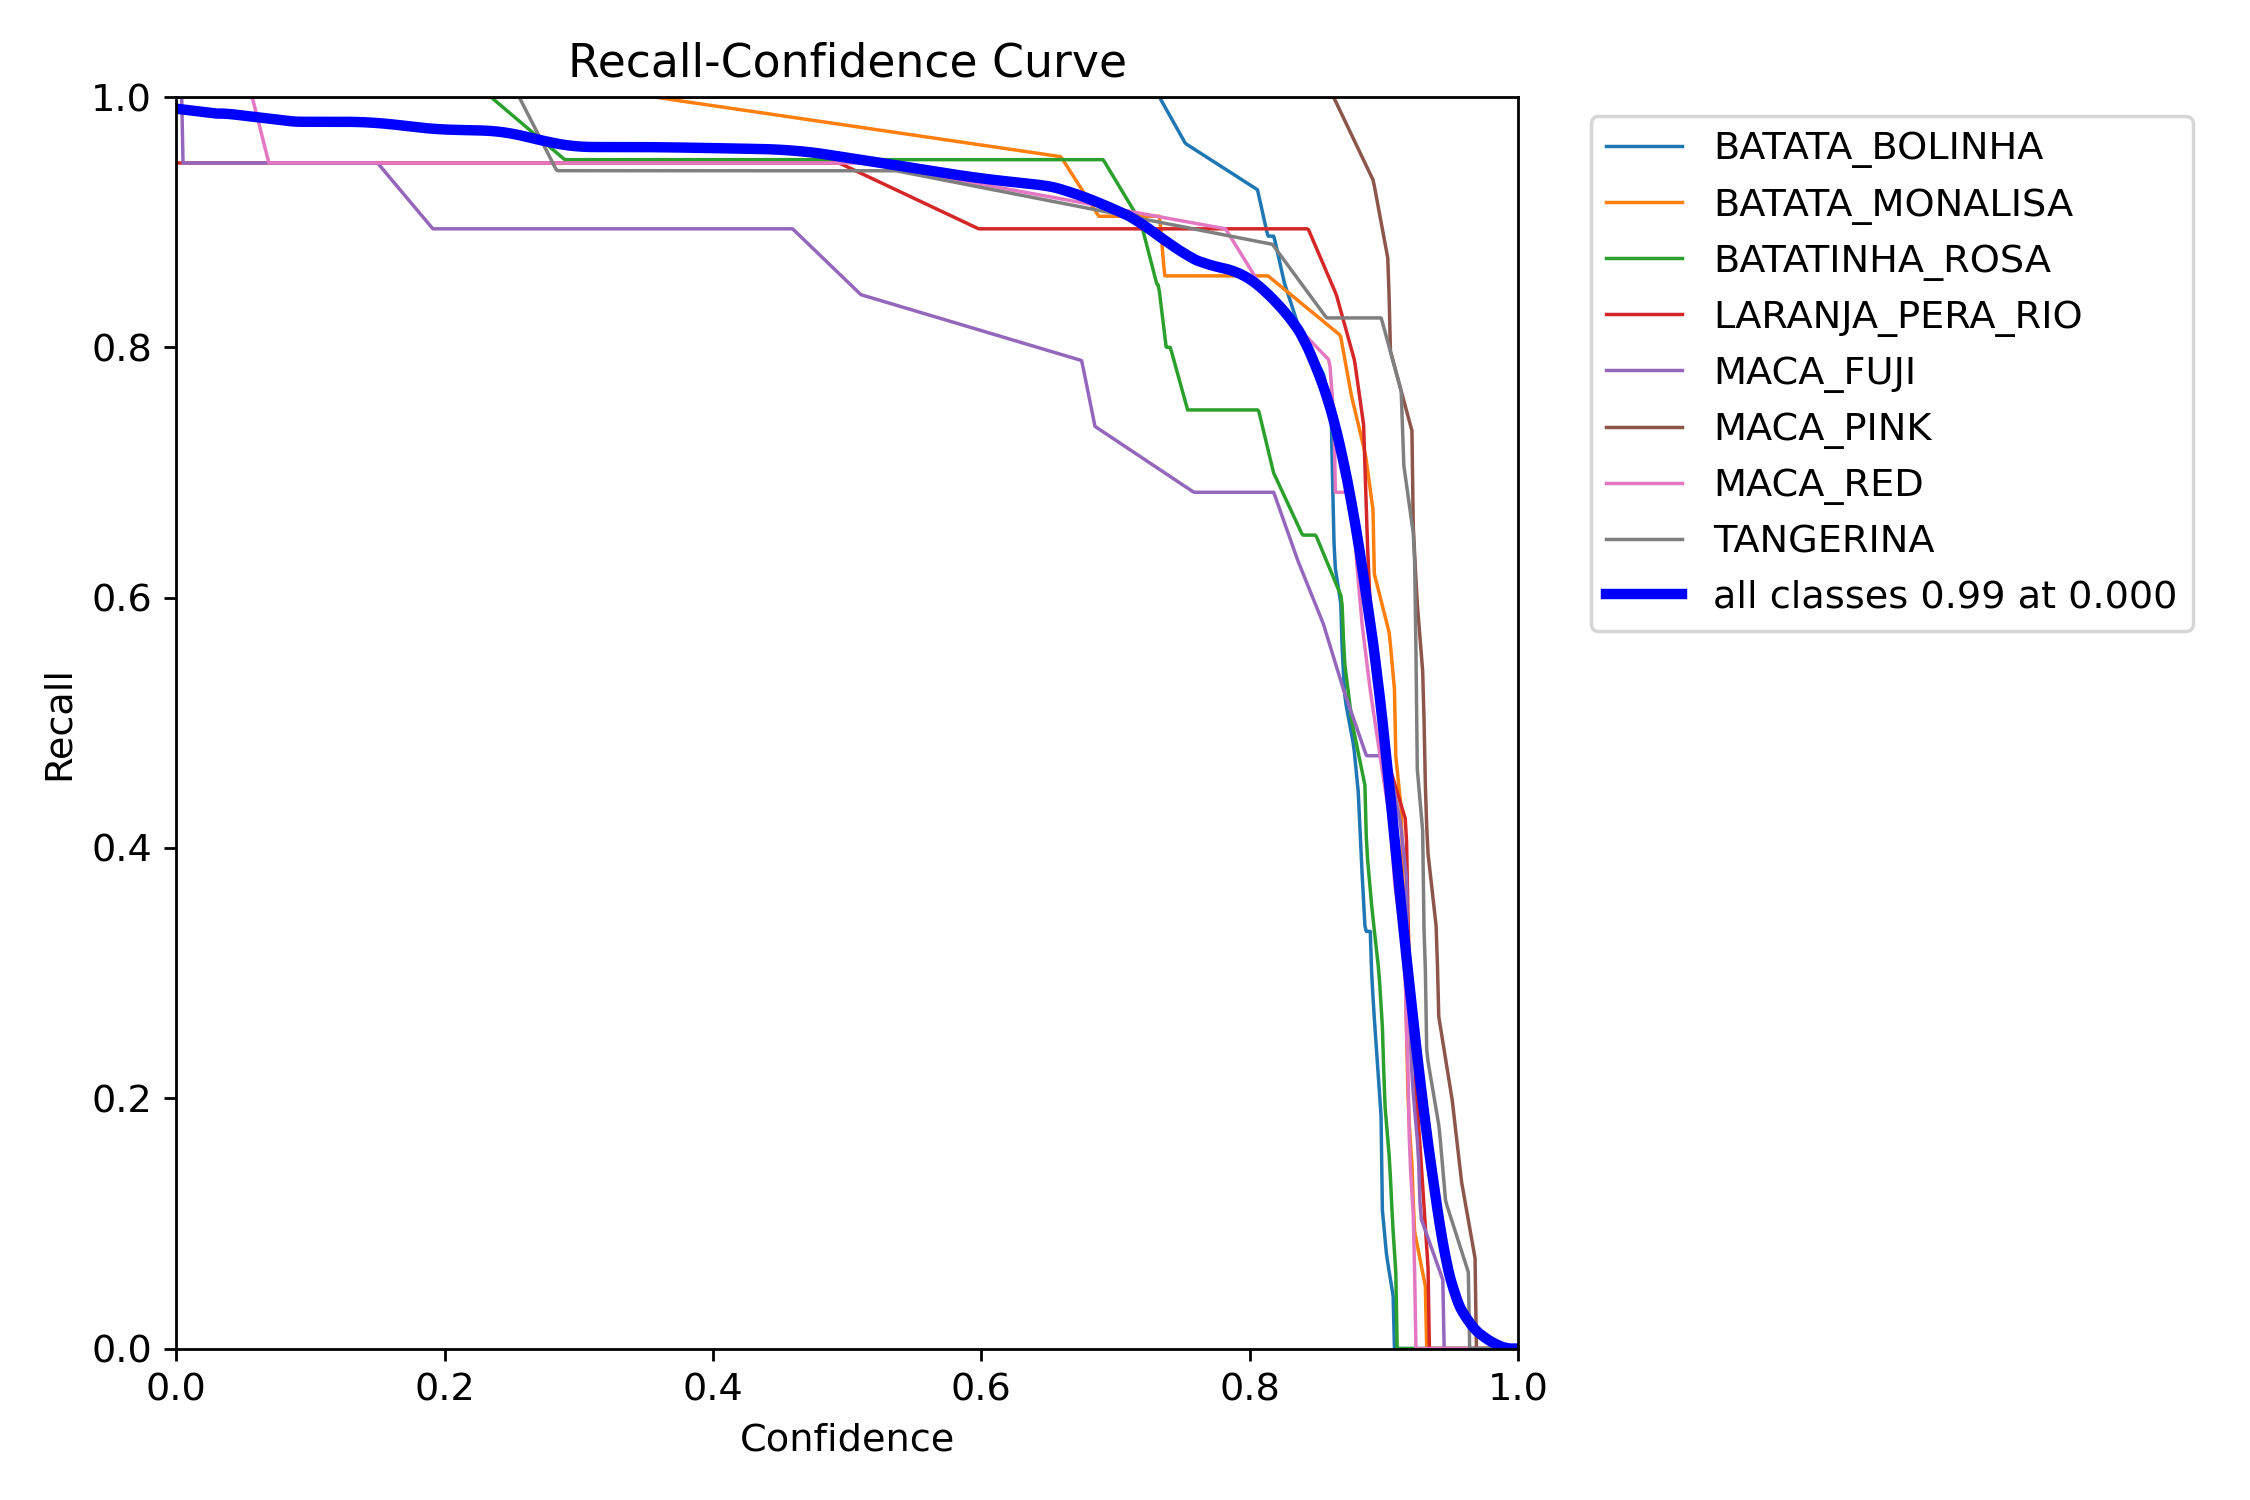 Recall-Confidence Curve
1.0
0.8
0.6
0.4
0.2
0.0
Recall
0.0 0.2 0.4 0.6 0.8 1.0
Confidence
BATATA_BOLINHA
BATATA_MONALISA
BATATINHA_ROSA
LARANJA_PERA_RIO
MACA_FUJI
MACA_PINK
MACA_RED
TANGERINA
all classes 0.99 at 0.000